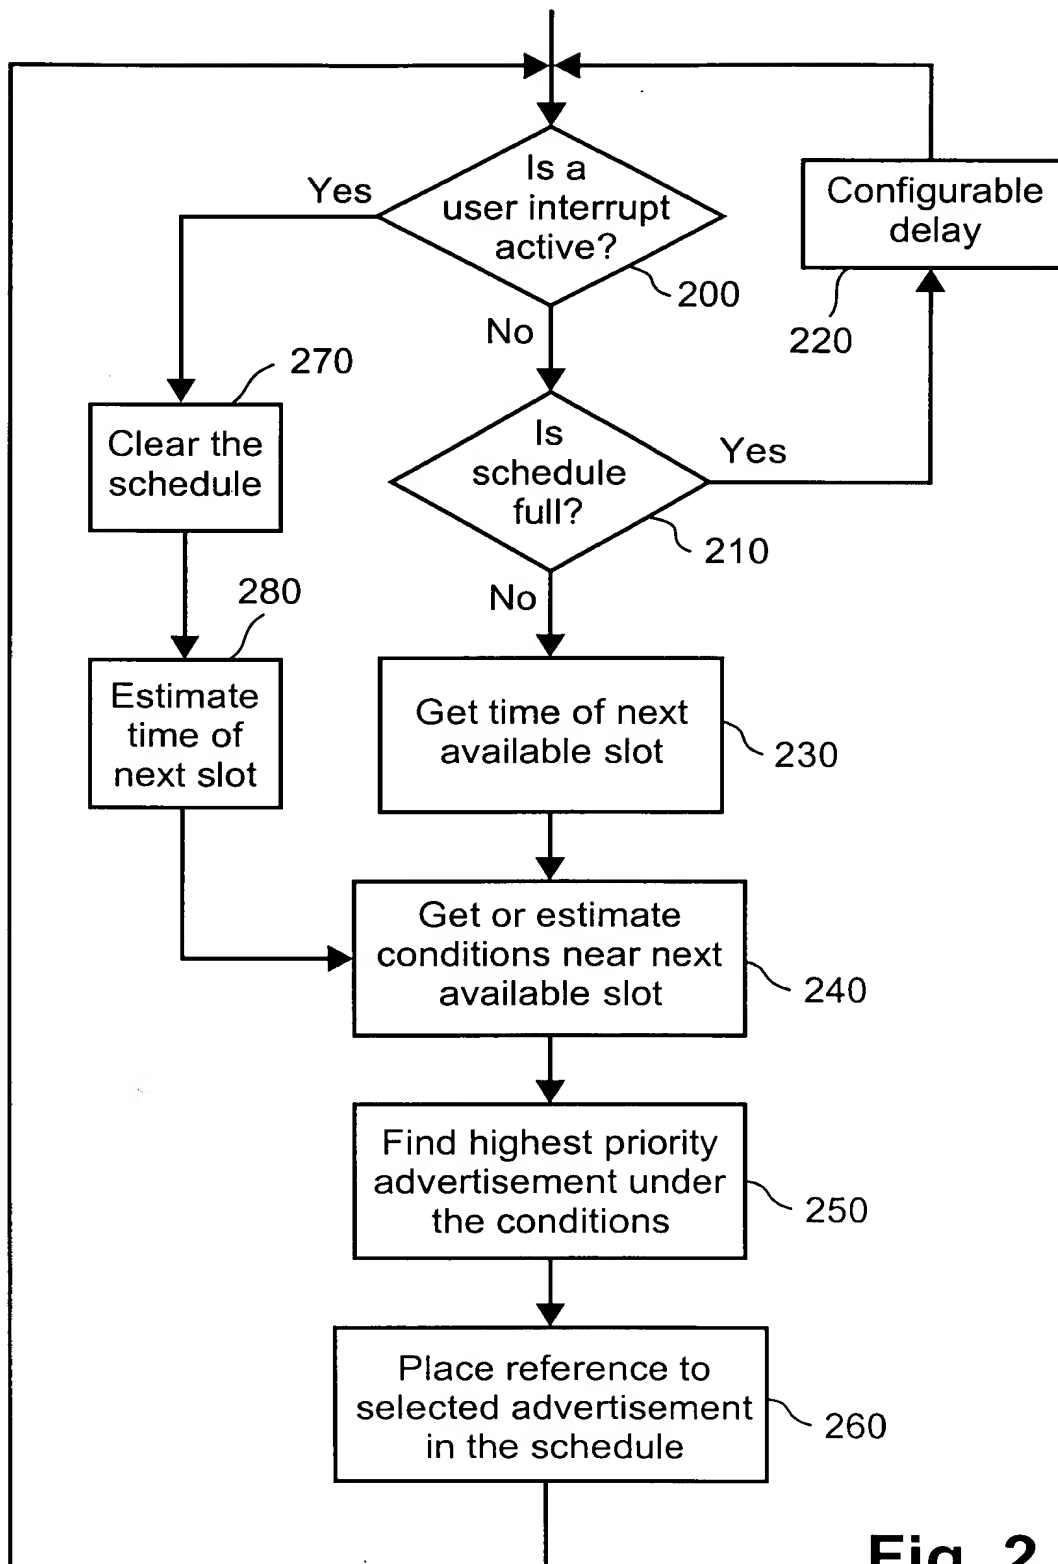 Is a
user interrupt
active?
Yes
200
No
Configurable
delay
220
270
Clear the
schedule
Is
schedule
full?
Yes
210
No
280
Estimate
time of
next slot
Get time of next
available slot
230
Get or estimate
conditions near next
available slot
240
Find highest priority
advertisement under
the conditions
250
Place reference to
selected advertisement
in the schedule
260
Fig. 2